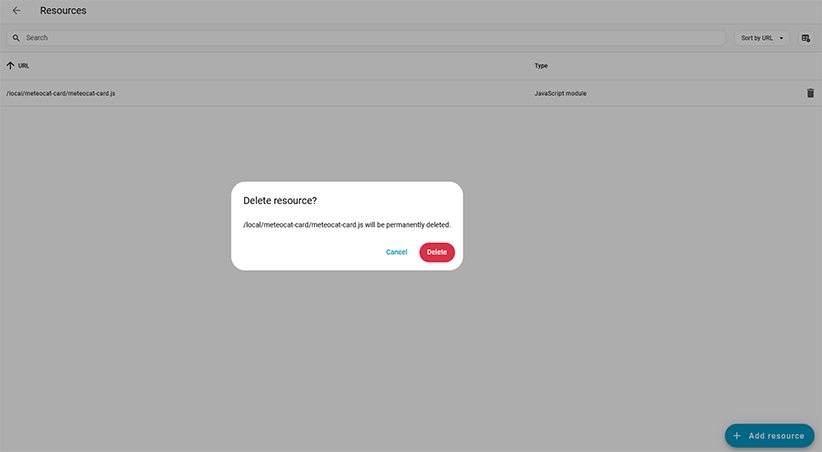 Resources
Search
Sort by URL
URL
Type
/local/meteocat-card/meteocat-card.js
JavaScript module
Delete resource?
/local/meteocat-card/meteocat-card.js will be permanently deleted.
Cancel
Delete
Add resource